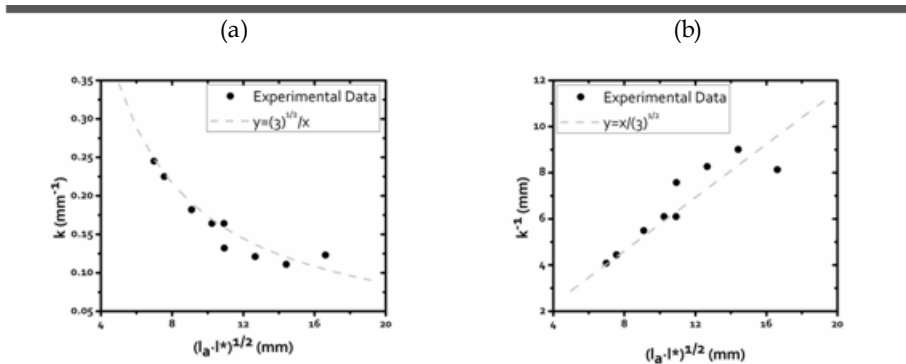 (a)
(b)
0.35
0.30
0.25
0.20
0.15
0.10
0.05
k (mm⁻¹)
Experimental Data
y=(3)^1/2/x
4
8
12
16
20
(lₐ·l*)^1/2 (mm)
12
10
8
6
4
2
k⁻¹ (mm)
Experimental Data
y=x/(3)^1/2
4
8
12
16
20
(lₐ·l*)^1/2 (mm)